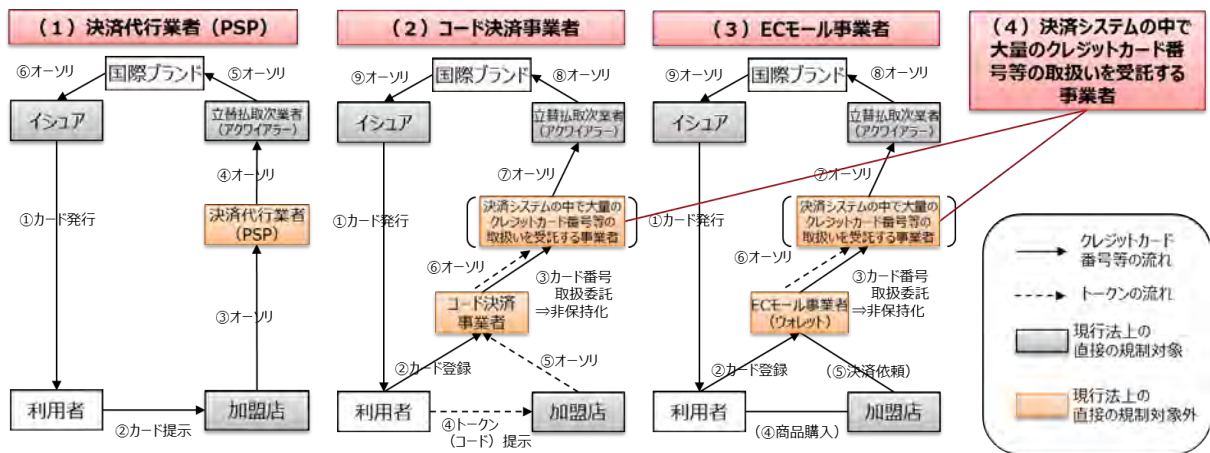 （１）決済代行業者（PSP）
⑥オーソリ
⑤オーソリ
国際ブランド
イシュア
立替払取次業者
（アクワイアラー）
④オーソリ
①カード発行
決済代行業者
（PSP）
③オーソリ
利用者
加盟店
②カード提示
（２）コード決済事業者
⑨オーソリ
⑧オーソリ
国際ブランド
イシュア
立替払取次業者
（アクワイアラー）
⑦オーソリ
①カード発行
決済システムの中で大量の
クレジットカード番号等の
取扱いを受託する事業者
⑥オーソリ
③カード番号
取扱委託
⇒非保持化
コード決済
事業者
②カード登録
⑤オーソリ
利用者
加盟店
④トークン
（コード）提示
（３）ECモール事業者
⑨オーソリ
⑧オーソリ
国際ブランド
イシュア
立替払取次業者
（アクワイアラー）
⑦オーソリ
①カード発行
決済システムの中で大量の
クレジットカード番号等の
取扱いを受託する事業者
⑥オーソリ
③カード番号
取扱委託
⇒非保持化
ECモール事業者
（ウォレット）
②カード登録
（⑤決済依頼）
利用者
加盟店
（④商品購入）
（４）決済システムの中で
大量のクレジットカード番
号等の取扱いを受託する
事業者
クレジットカード
番号等の流れ
トークンの流れ
現行法上の
直接の規制対象
現行法上の
直接の規制対象外